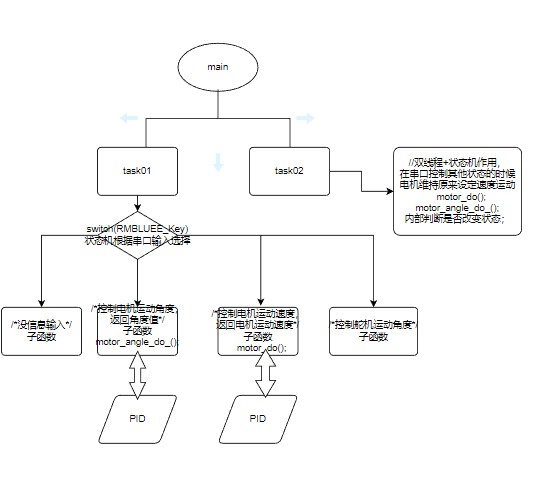 main
task01
task02
//双线程+状态机作用，
在串口控制其他状态的时候
电机维持原来设定速度运动
motor_do();
motor_angle_do_();
内部判断是否改变状态；
switch(RMBLUEE_Key)
状态机根据串口输入选择
/*没信息输入*/
子函数
/*控制电机运动角度，
返回角度值*/
子函数
motor_angle_do_();
/*控制电机运动速度，
返回电机运动速度*/
子函数
motor_do();
/*控制舵机运动角度*/
子函数
PID
PID